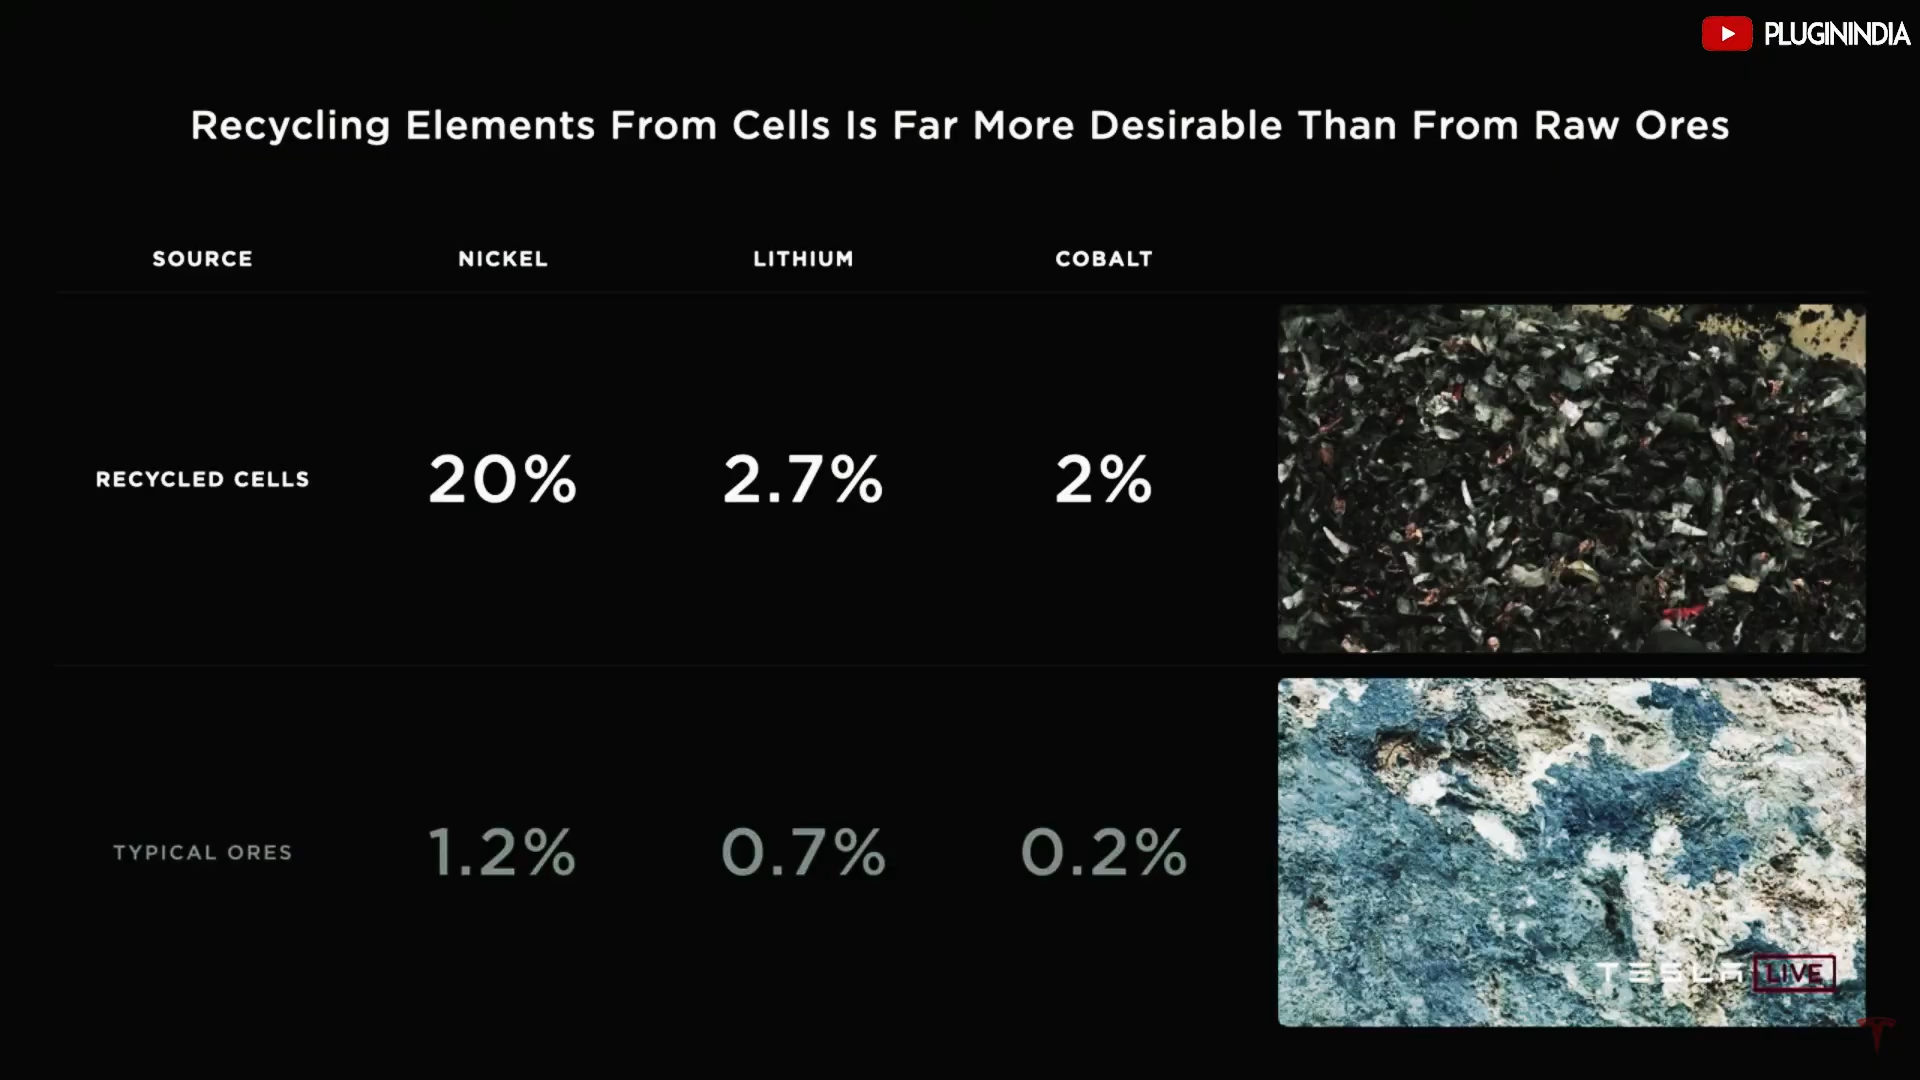 PLUGININDIA
Recycling Elements From Cells Is Far More Desirable Than From Raw Ores
SOURCE NICKEL LITHIUM COBALT
RECYCLED CELLS 20% 2.7% 2%
TYPICAL ORES 1.2% 0.7% 0.2%
TESLA LIVE